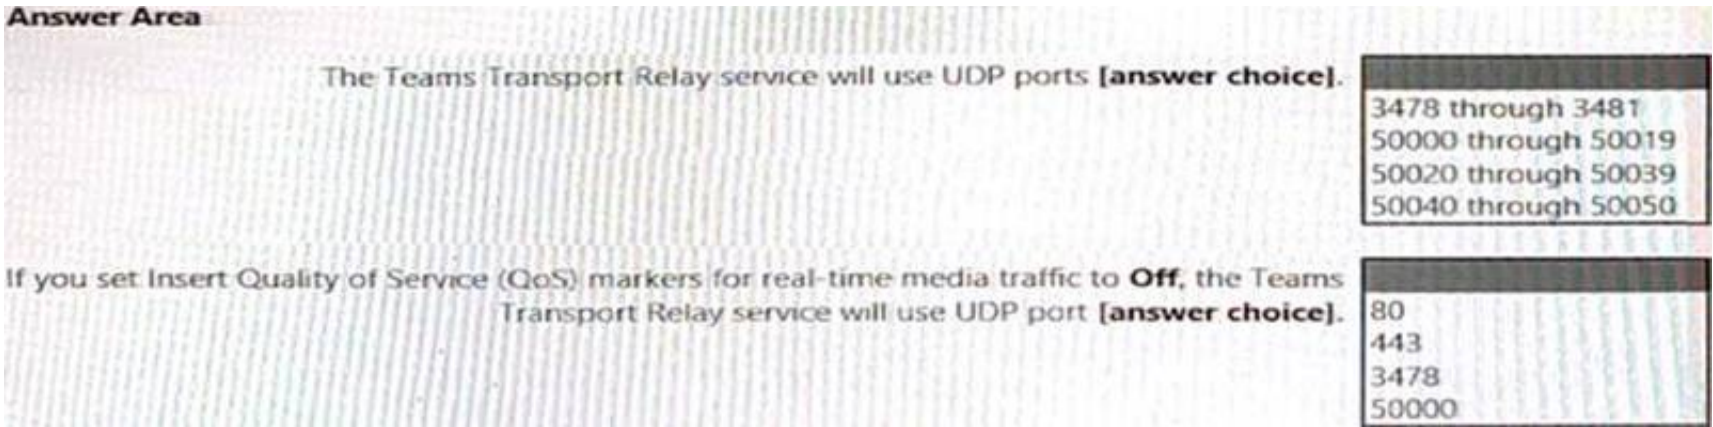 Answer Area
The Teams Transport Relay service will use UDP ports [answer choice].
3478 through 3481
50000 through 50019
50020 through 50039
50040 through 50050
If you set Insert Quality of Service (QoS) markers for real-time media traffic to Off, the Teams
Transport Relay service will use UDP port [answer choice].
80
443
3478
50000